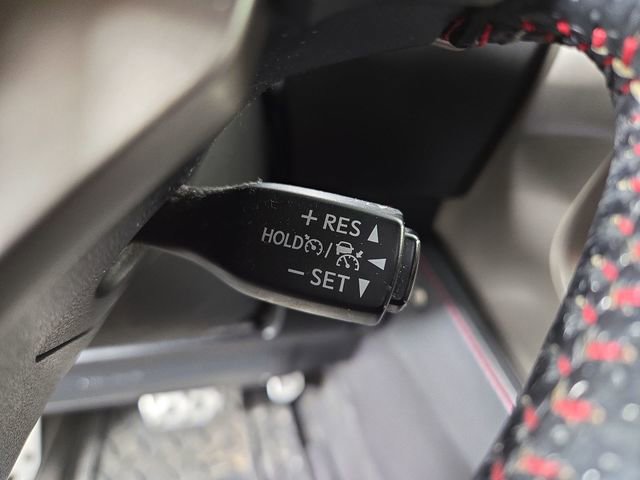 + RES ▲
HOLD / ◀
− SET ▼